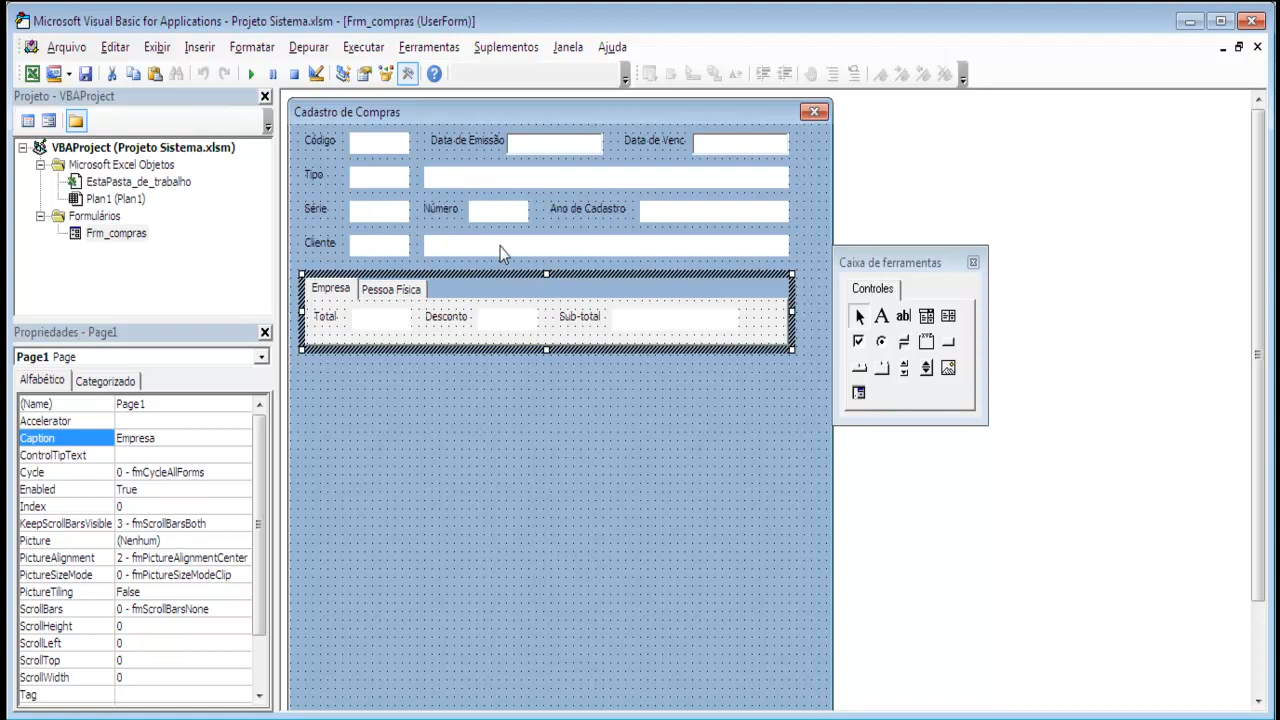 Microsoft Visual Basic for Applications - Projeto Sistema.xlsm - [Frm_compras (UserForm)]
Arquivo Editar Exibir Inserir Formatar Depurar Executar Ferramentas Suplementos Janela Ajuda
Projeto - VBAProject
VBAProject (Projeto Sistema.xlsm)
Microsoft Excel Objetos
EstaPasta_de_trabalho
Plan1 (Plan1)
Formulários
Frm_compras
Propriedades - Page1
Page1 Page
Alfabético Categorizado
(Name) Page1
Accelerator
Caption Empresa
ControlTipText
Cycle 0 - fmCycleAllForms
Enabled True
Index 0
KeepScrollBarsVisible 3 - fmScrollBarsBoth
Picture (Nenhum)
PictureAlignment 2 - fmPictureAlignmentCenter
PictureSizeMode 0 - fmPictureSizeModeClip
PictureTiling False
ScrollBars 0 - fmScrollBarsNone
ScrollHeight 0
ScrollLeft 0
ScrollTop 0
ScrollWidth 0
Tag
Cadastro de Compras
Código Data de Emissão Data de Venc
Tipo
Série Número Ano de Cadastro
Cliente
Empresa Pessoa Física
Total Desconto Sub-total
Caixa de ferramentas
Controles
A ab|